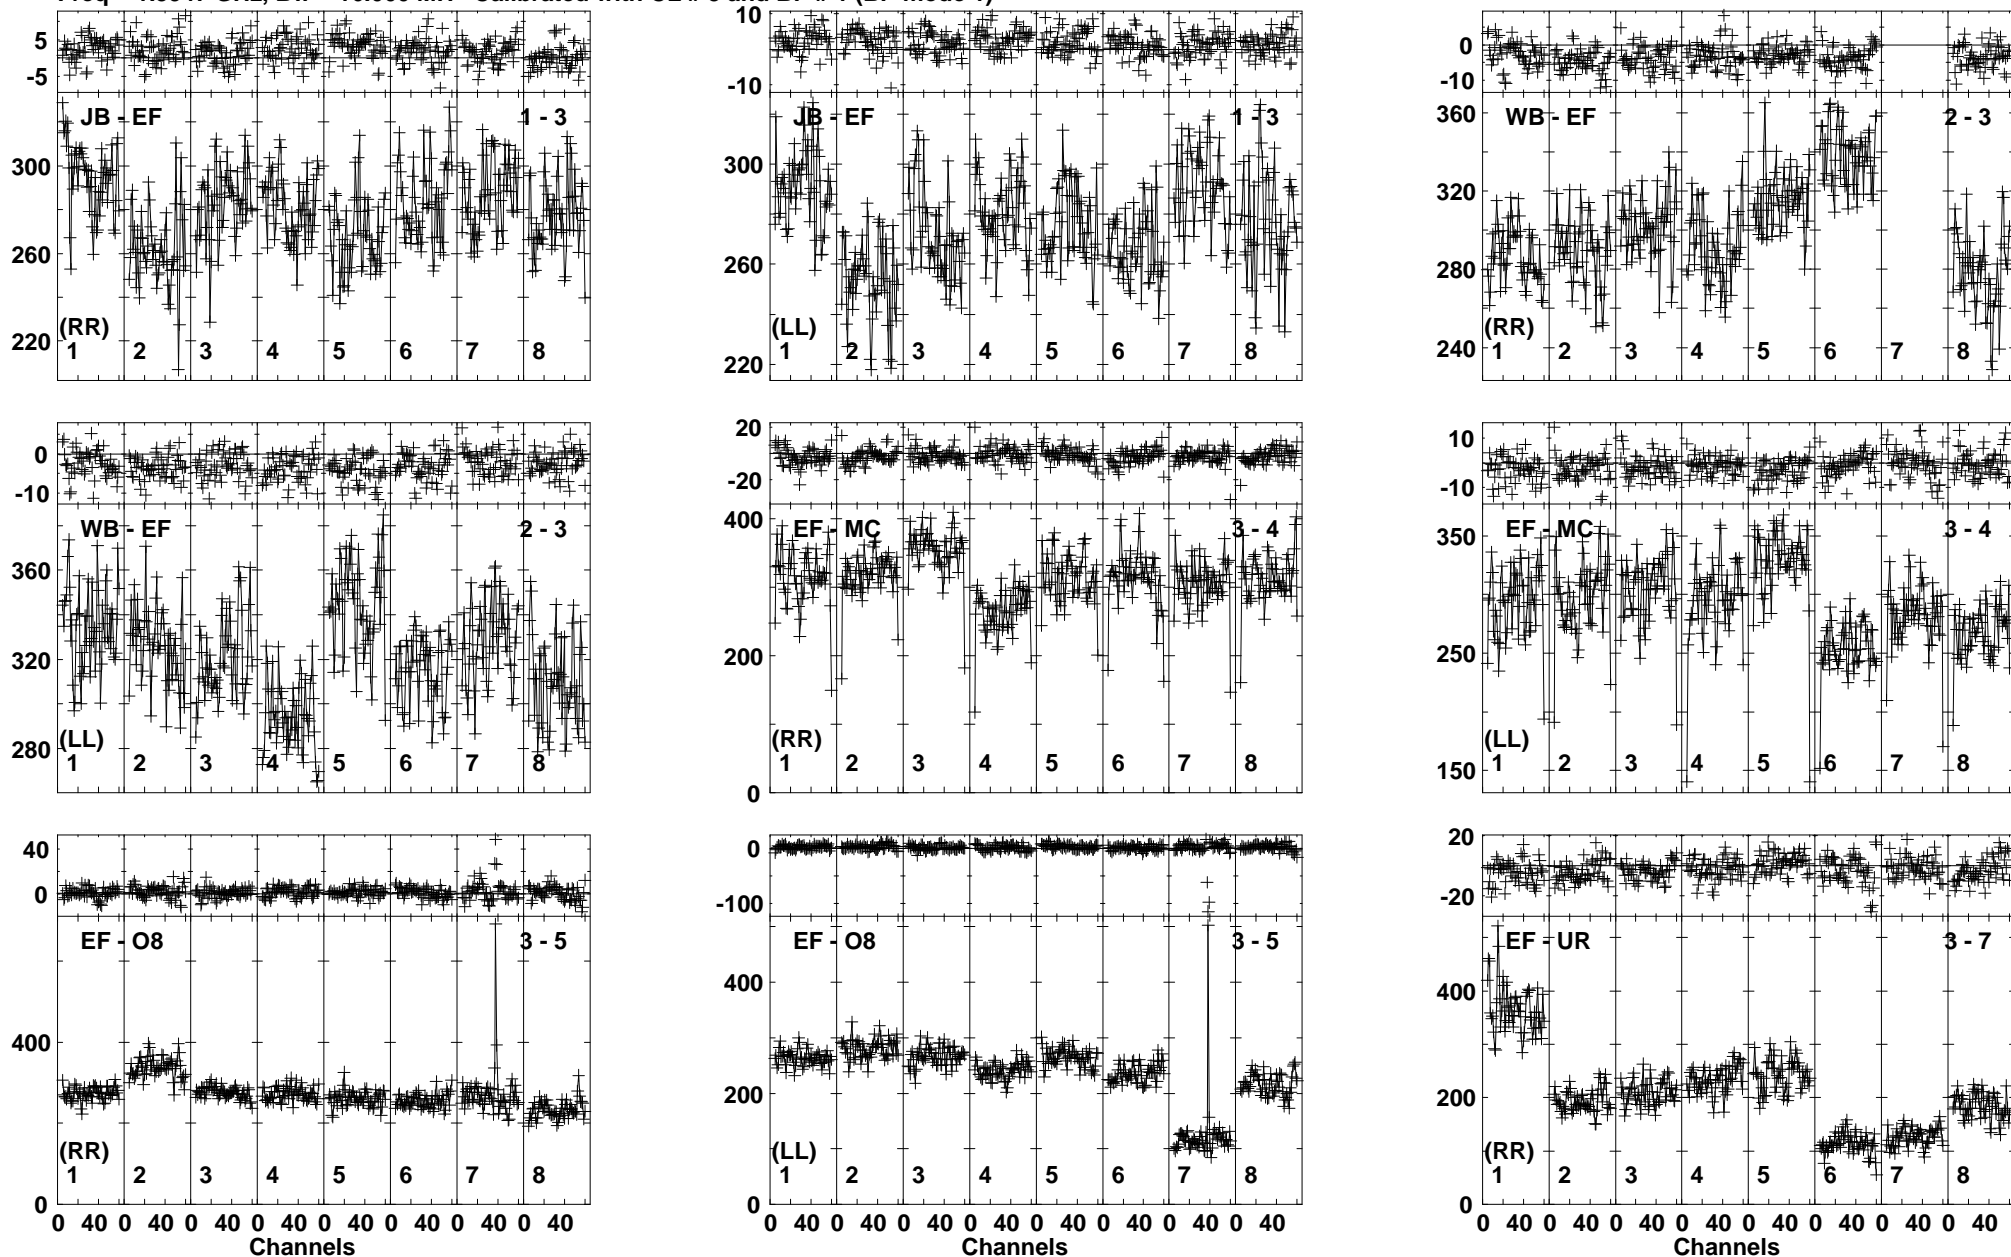 5 -5 JB - EF 1 - 3 300 260 220 (RR) 1 2 3 4 5 6 7 8
10 0 -10 JB - EF 1 - 3 300 260 220 (LL) 1 2 3 4 5 6 7 8
0 -10 WB - EF 2 - 3 360 320 280 240 (RR) 1 2 3 4 5 6 7 8
0 -10 WB - EF 2 - 3 360 320 280 (LL) 1 2 3 4 5 6 7 8
20 0 -20 EF - MC 3 - 4 400 200 0 (RR) 1 2 3 4 5 6 7 8
10 0 -10 EF - MC 3 - 4 350 250 150 (LL) 1 2 3 4 5 6 7 8
40 0 EF - O8 3 - 5 400 0 (RR) 1 2 3 4 5 6 7 8
0 40 0 40 0 40 0 40 0 40 0 40 0 40 0 40
Channels
0 -100 EF - O8 3 - 5 400 200 0 (LL) 1 2 3 4 5 6 7 8
0 40 0 40 0 40 0 40 0 40 0 40 0 40 0 40
Channels
20 0 -20 EF - UR 3 - 7 400 200 0 (RR) 1 2 3 4 5 6 7 8
0 40 0 40 0 40 0 40 0 40 0 40 0 40 0 40
Channels